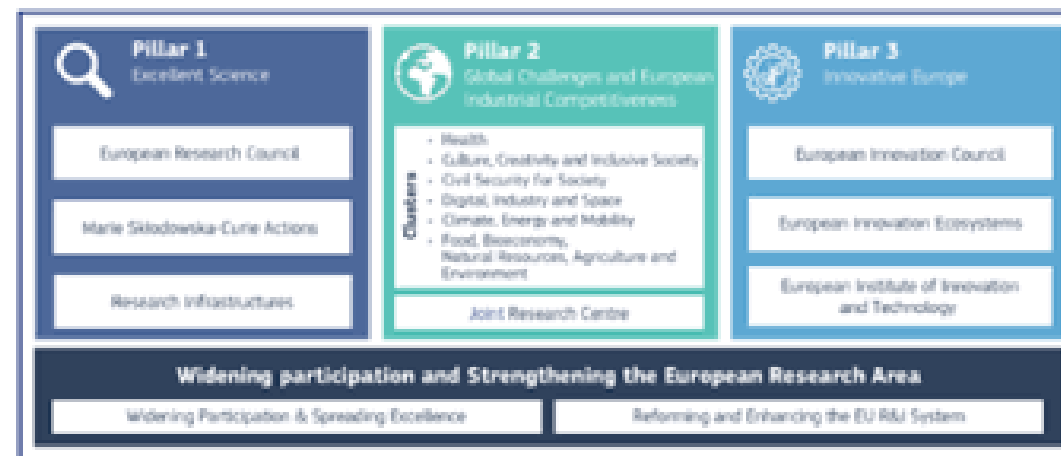 Pillar 1
Excellent Science
European Research Council
Marie Skłodowska-Curie Actions
Research Infrastructures
Pillar 2
Global Challenges and European
Industrial Competitiveness
Clusters
• Health
• Culture, Creativity and Inclusive Society
• Civil Security for Society
• Digital, Industry and Space
• Climate, Energy and Mobility
• Food, Bioeconomy,
Natural Resources, Agriculture and
Environment
Joint Research Centre
Pillar 3
Innovative Europe
European Innovation Council
European Innovation Ecosystems
European Institute of Innovation
and Technology
Widening participation and Strengthening the European Research Area
Widening Participation & Spreading Excellence
Reforming and Enhancing the EU R&I System